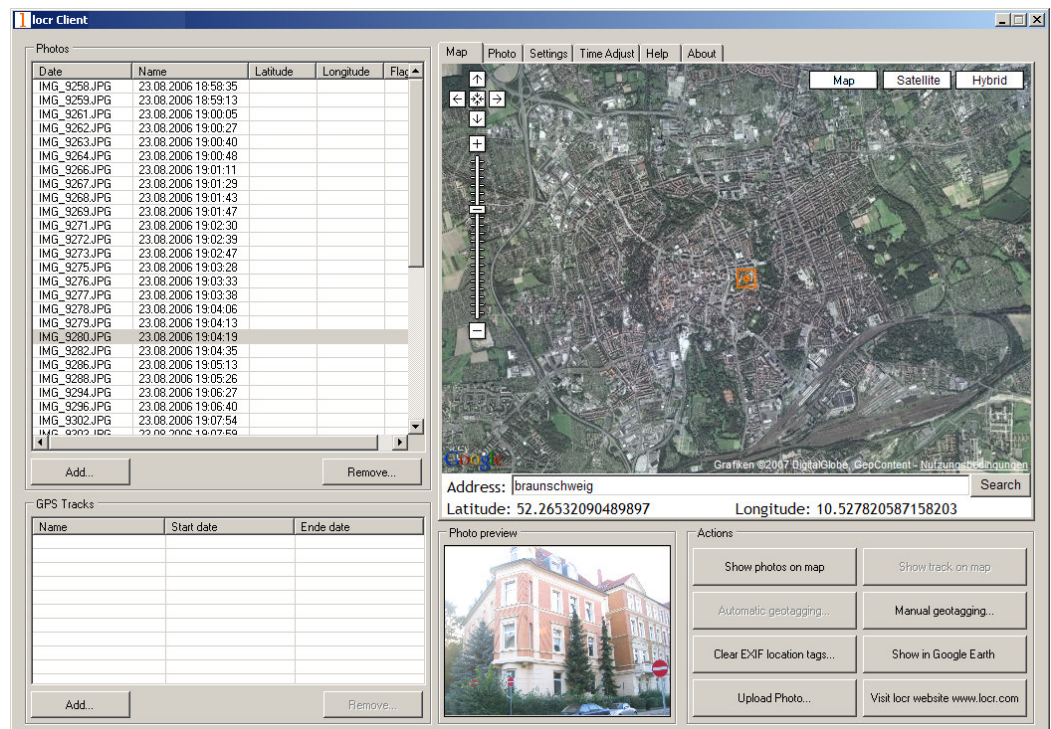 locr Client
Photos
Date Name Latitude Longitude Flag
IMG_9258.JPG 23.08.2006 18:58:35
IMG_9259.JPG 23.08.2006 18:59:13
IMG_9261.JPG 23.08.2006 19:00:05
IMG_9262.JPG 23.08.2006 19:00:27
IMG_9263.JPG 23.08.2006 19:00:40
IMG_9264.JPG 23.08.2006 19:00:48
IMG_9266.JPG 23.08.2006 19:01:11
IMG_9267.JPG 23.08.2006 19:01:29
IMG_9268.JPG 23.08.2006 19:01:43
IMG_9269.JPG 23.08.2006 19:01:47
IMG_9271.JPG 23.08.2006 19:02:30
IMG_9272.JPG 23.08.2006 19:02:39
IMG_9273.JPG 23.08.2006 19:02:47
IMG_9275.JPG 23.08.2006 19:03:28
IMG_9276.JPG 23.08.2006 19:03:33
IMG_9277.JPG 23.08.2006 19:03:38
IMG_9278.JPG 23.08.2006 19:04:06
IMG_9279.JPG 23.08.2006 19:04:13
IMG_9280.JPG 23.08.2006 19:04:19
IMG_9282.JPG 23.08.2006 19:04:35
IMG_9286.JPG 23.08.2006 19:05:13
IMG_9288.JPG 23.08.2006 19:05:26
IMG_9294.JPG 23.08.2006 19:06:27
IMG_9296.JPG 23.08.2006 19:06:40
IMG_9302.JPG 23.08.2006 19:07:54
IMG_9303.JPG 23.08.2006 19:07:59
Add... Remove...
GPS Tracks
Name Start date Ende date
Add... Remove...
Map Photo Settings Time Adjust Help About
Map Satellite Hybrid
Google
Grafiken ©2007 DigitalGlobe, GeoContent - Nutzungsbedingungen
Address: braunschweig Search
Latitude: 52.26532090489897 Longitude: 10.527820587158203
Photo preview
Actions
Show photos on map Show track on map
Automatic geotagging... Manual geotagging...
Clear EXIF location tags... Show in Google Earth
Upload Photo... Visit locr website www.locr.com